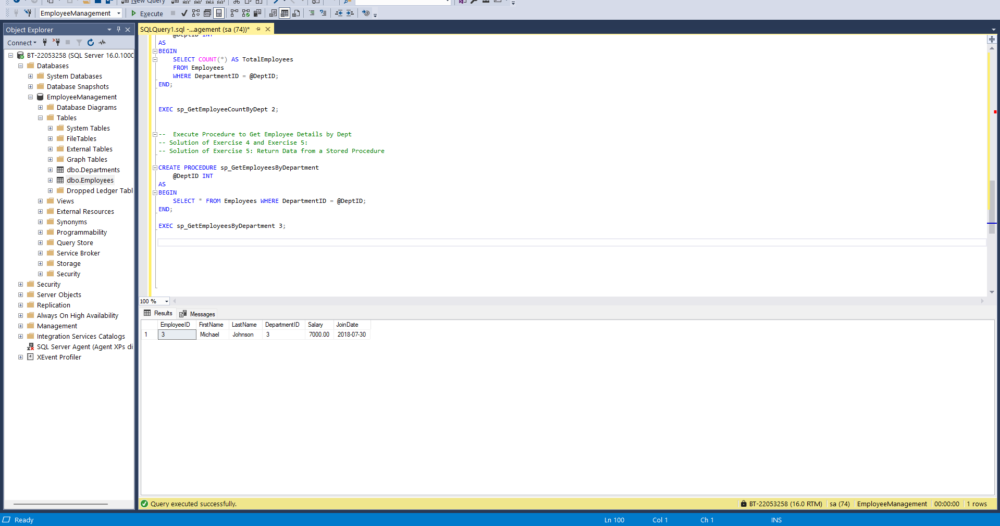 New Query
EmployeeManagement
Execute
Object Explorer
SQLQuery1.sql -...agement (sa (74))*
Connect
BT-22053258 (SQL Server 16.0.100
Databases
System Databases
Database Snapshots
EmployeeManagement
Database Diagrams
Tables
System Tables
FileTables
External Tables
Graph Tables
dbo.Departments
dbo.Employees
Dropped Ledger Tabl
Views
External Resources
Synonyms
Programmability
Query Store
Service Broker
Storage
Security
Security
Server Objects
Replication
Always On High Availability
Management
Integration Services Catalogs
SQL Server Agent (Agent XPs di
XEvent Profiler
@DeptID INT
AS
BEGIN
SELECT COUNT(*) AS TotalEmployees
FROM Employees
WHERE DepartmentID = @DeptID;
END;
EXEC sp_GetEmployeeCountByDept 2;
--  Execute Procedure to Get Employee Details by Dept
-- Solution of Exercise 4 and Exercise 5:
-- Solution of Exercise 5: Return Data from a Stored Procedure
CREATE PROCEDURE sp_GetEmployeesByDepartment
@DeptID INT
AS
BEGIN
SELECT * FROM Employees WHERE DepartmentID = @DeptID;
END;
EXEC sp_GetEmployeesByDepartment 3;
100 %
Results Messages
EmployeeID FirstName LastName DepartmentID Salary JoinDate
1 3 Michael Johnson 3 7000.00 2018-07-30
Query executed successfully.
BT-22053258 (16.0 RTM) sa (74) EmployeeManagement 00:00:00 1 rows
Ready Ln 100 Col 1 Ch 1 INS